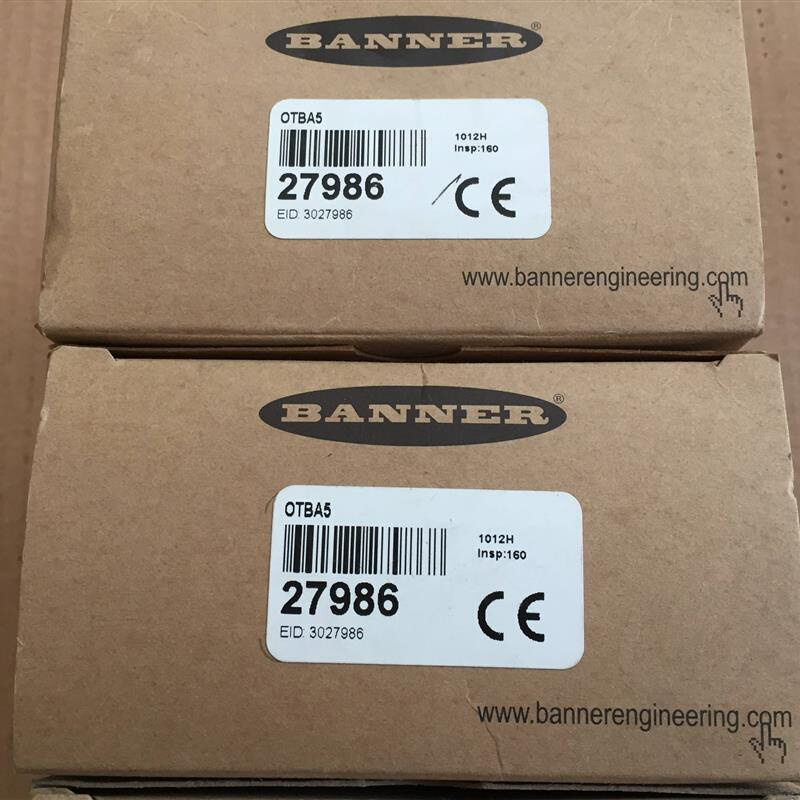 BANNER®
OTBA5
1012H
Insp:160
27986
CE
EID: 3027986
www.bannerengineering.com
BANNER®
OTBA5
1012H
Insp:160
27986
CE
EID: 3027986
www.bannerengineering.com